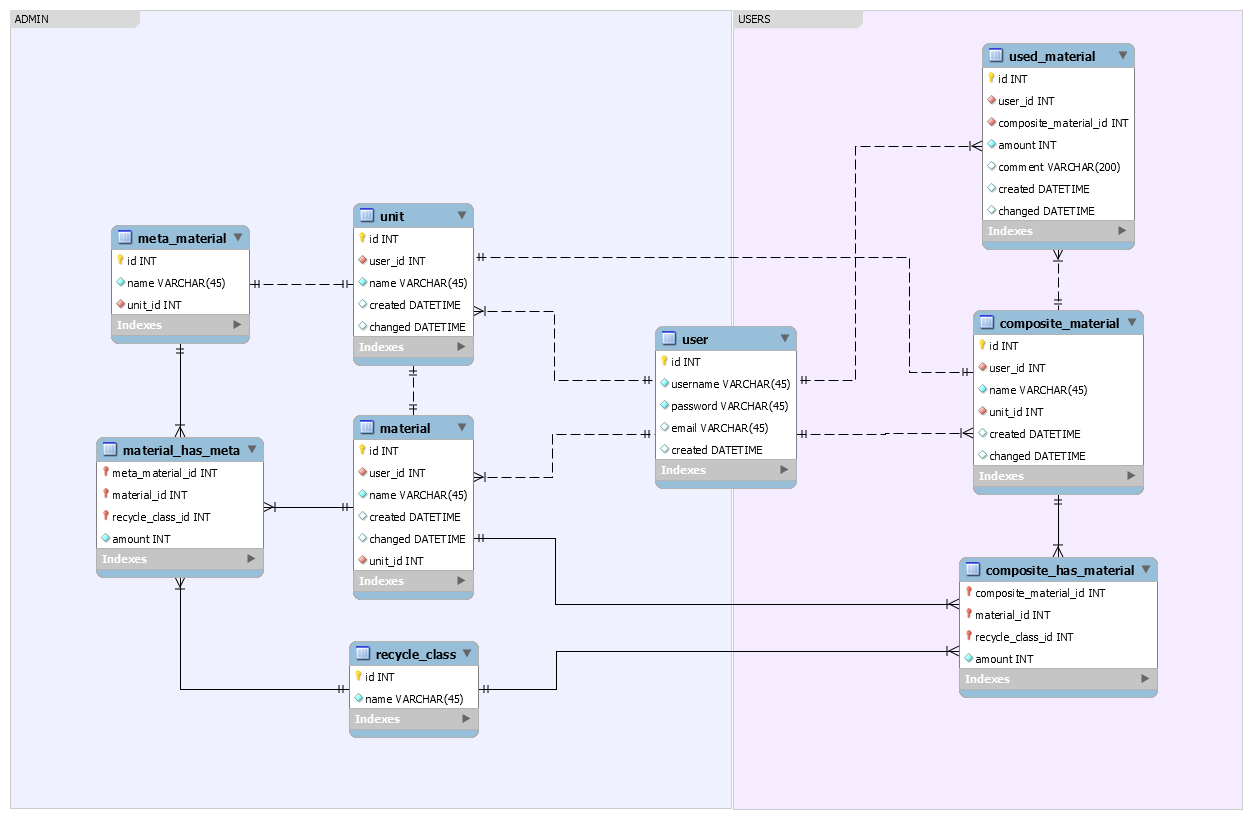 ADMIN
USERS
used_material
id INT
user_id INT
composite_material_id INT
amount INT
comment VARCHAR(200)
created DATETIME
changed DATETIME
Indexes
unit
id INT
user_id INT
name VARCHAR(45)
created DATETIME
changed DATETIME
Indexes
meta_material
id INT
name VARCHAR(45)
unit_id INT
Indexes
user
id INT
username VARCHAR(45)
password VARCHAR(45)
email VARCHAR(45)
created DATETIME
Indexes
composite_material
id INT
user_id INT
name VARCHAR(45)
unit_id INT
created DATETIME
changed DATETIME
Indexes
material_has_meta
meta_material_id INT
material_id INT
recycle_class_id INT
amount INT
Indexes
material
id INT
user_id INT
name VARCHAR(45)
created DATETIME
changed DATETIME
unit_id INT
Indexes
composite_has_material
composite_material_id INT
material_id INT
recycle_class_id INT
amount INT
Indexes
recycle_class
id INT
name VARCHAR(45)
Indexes